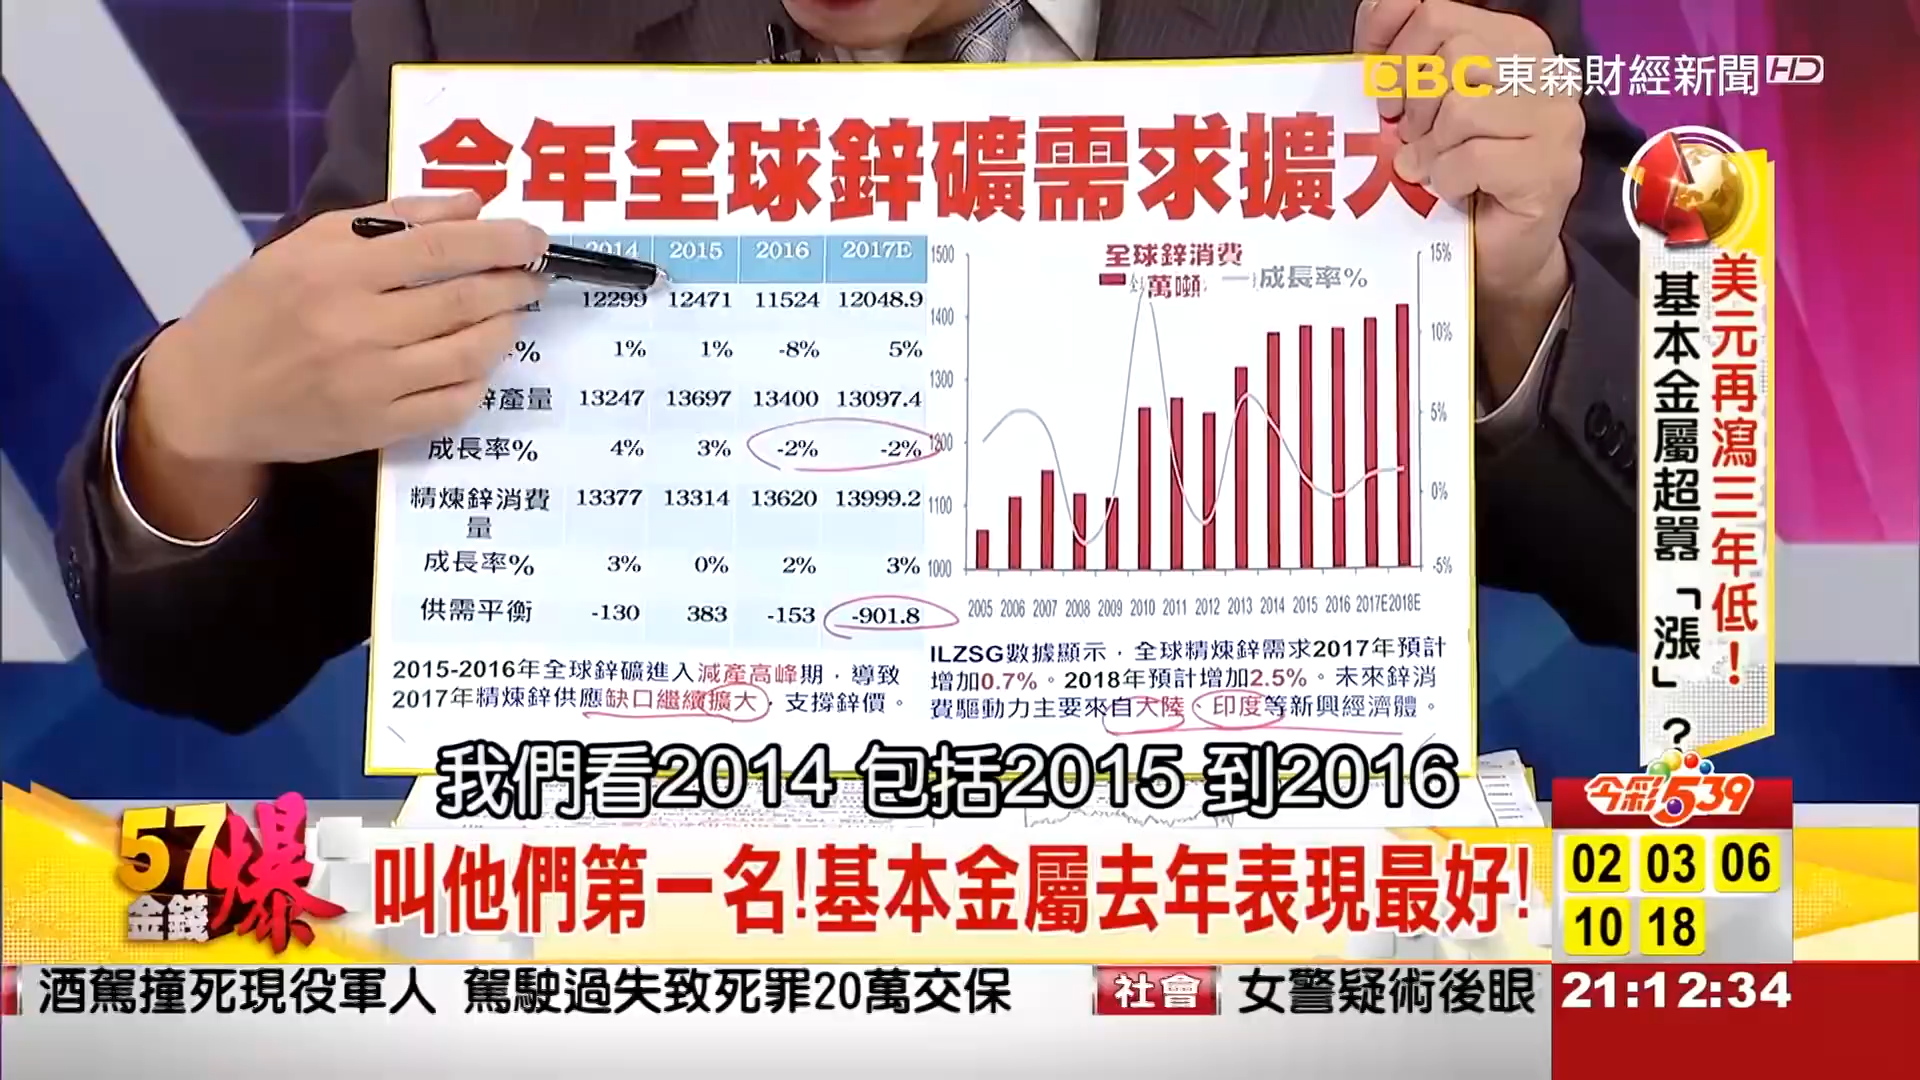 EBC東森財經新聞HD
今年全球鋅礦需求擴大
2014 2015 2016 2017E
量 12299 12471 11524 12048.9
率% 1% 1% -8% 5%
鋅產量 13247 13697 13400 13097.4
成長率% 4% 3% -2% -2%
精煉鋅消費量 13377 13314 13620 13999.2
成長率% 3% 0% 2% 3%
供需平衡 -130 383 -153 -901.8
2015-2016年全球鋅礦進入減產高峰期，導致
2017年精煉鋅供應缺口繼續擴大，支撐鋅價。
全球鋅消費
萬噸 成長率%
1500
1400
1300
1200
1100
1000
15%
10%
5%
0%
-5%
2005 2006 2007 2008 2009 2010 2011 2012 2013 2014 2015 2016 2017E 2018E
ILZSG數據顯示，全球精煉鋅需求2017年預計
增加0.7%。2018年預計增加2.5%。未來鋅消
費驅動力主要來自大陸、印度等新興經濟體。
美元再瀉三年低！
基本金屬超囂「漲」？
我們看2014 包括2015 到2016
57金錢爆
叫他們第一名!基本金屬去年表現最好!
今彩539
02 03 06
10 18
酒駕撞死現役軍人 駕駛過失致死罪20萬交保
社會
女警疑術後眼
21:12:34